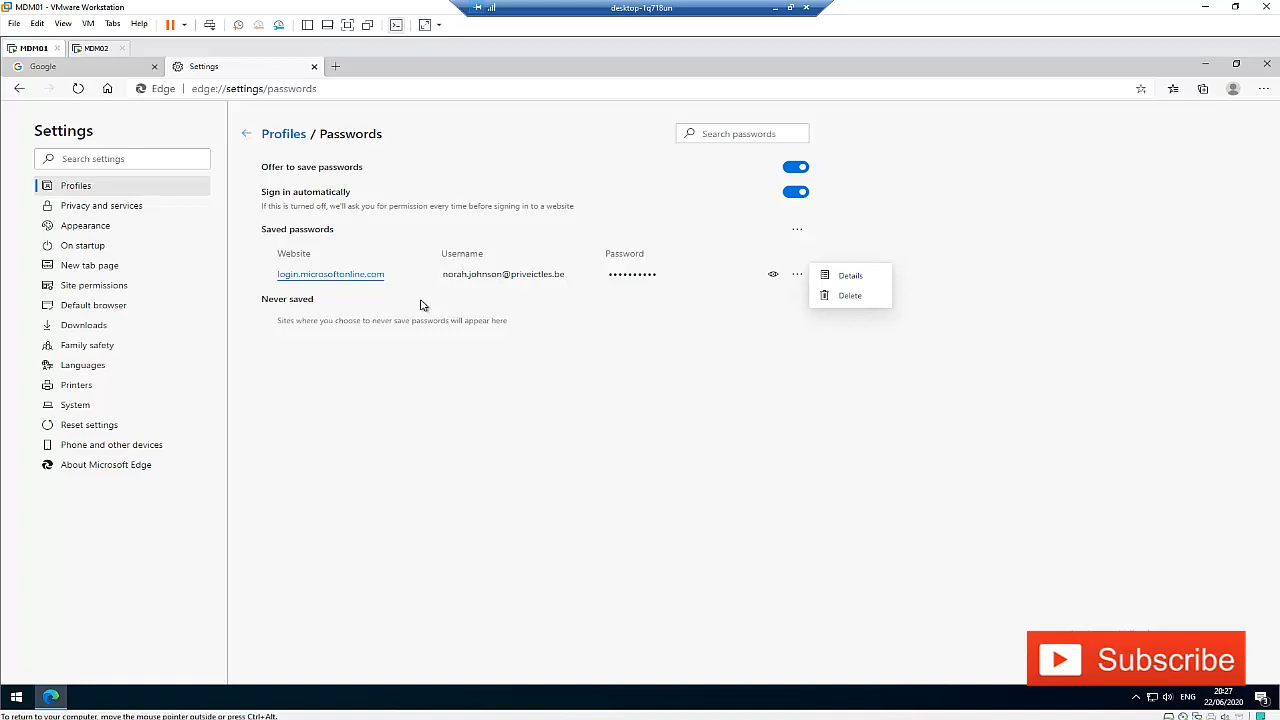 MDM01 - VMware Workstation
desktop-1q718un
File Edit View VM Tabs Help
MDM01 MDM02
Google Settings
Edge edge://settings/passwords
Settings
Search settings
Profiles
Privacy and services
Appearance
On startup
New tab page
Site permissions
Default browser
Downloads
Family safety
Languages
Printers
System
Reset settings
Phone and other devices
About Microsoft Edge
Profiles / Passwords
Search passwords
Offer to save passwords
Sign in automatically
If this is turned off, we'll ask you for permission every time before signing in to a website
Saved passwords
Website Username Password
login.microsoftonline.com norah.johnson@priveictles.be ••••••••••
Details
Delete
Never saved
Sites where you choose to never save passwords will appear here
Subscribe
ENG
20:27
22/06/2020
3
To return to your computer, move the mouse pointer outside or press Ctrl+Alt.